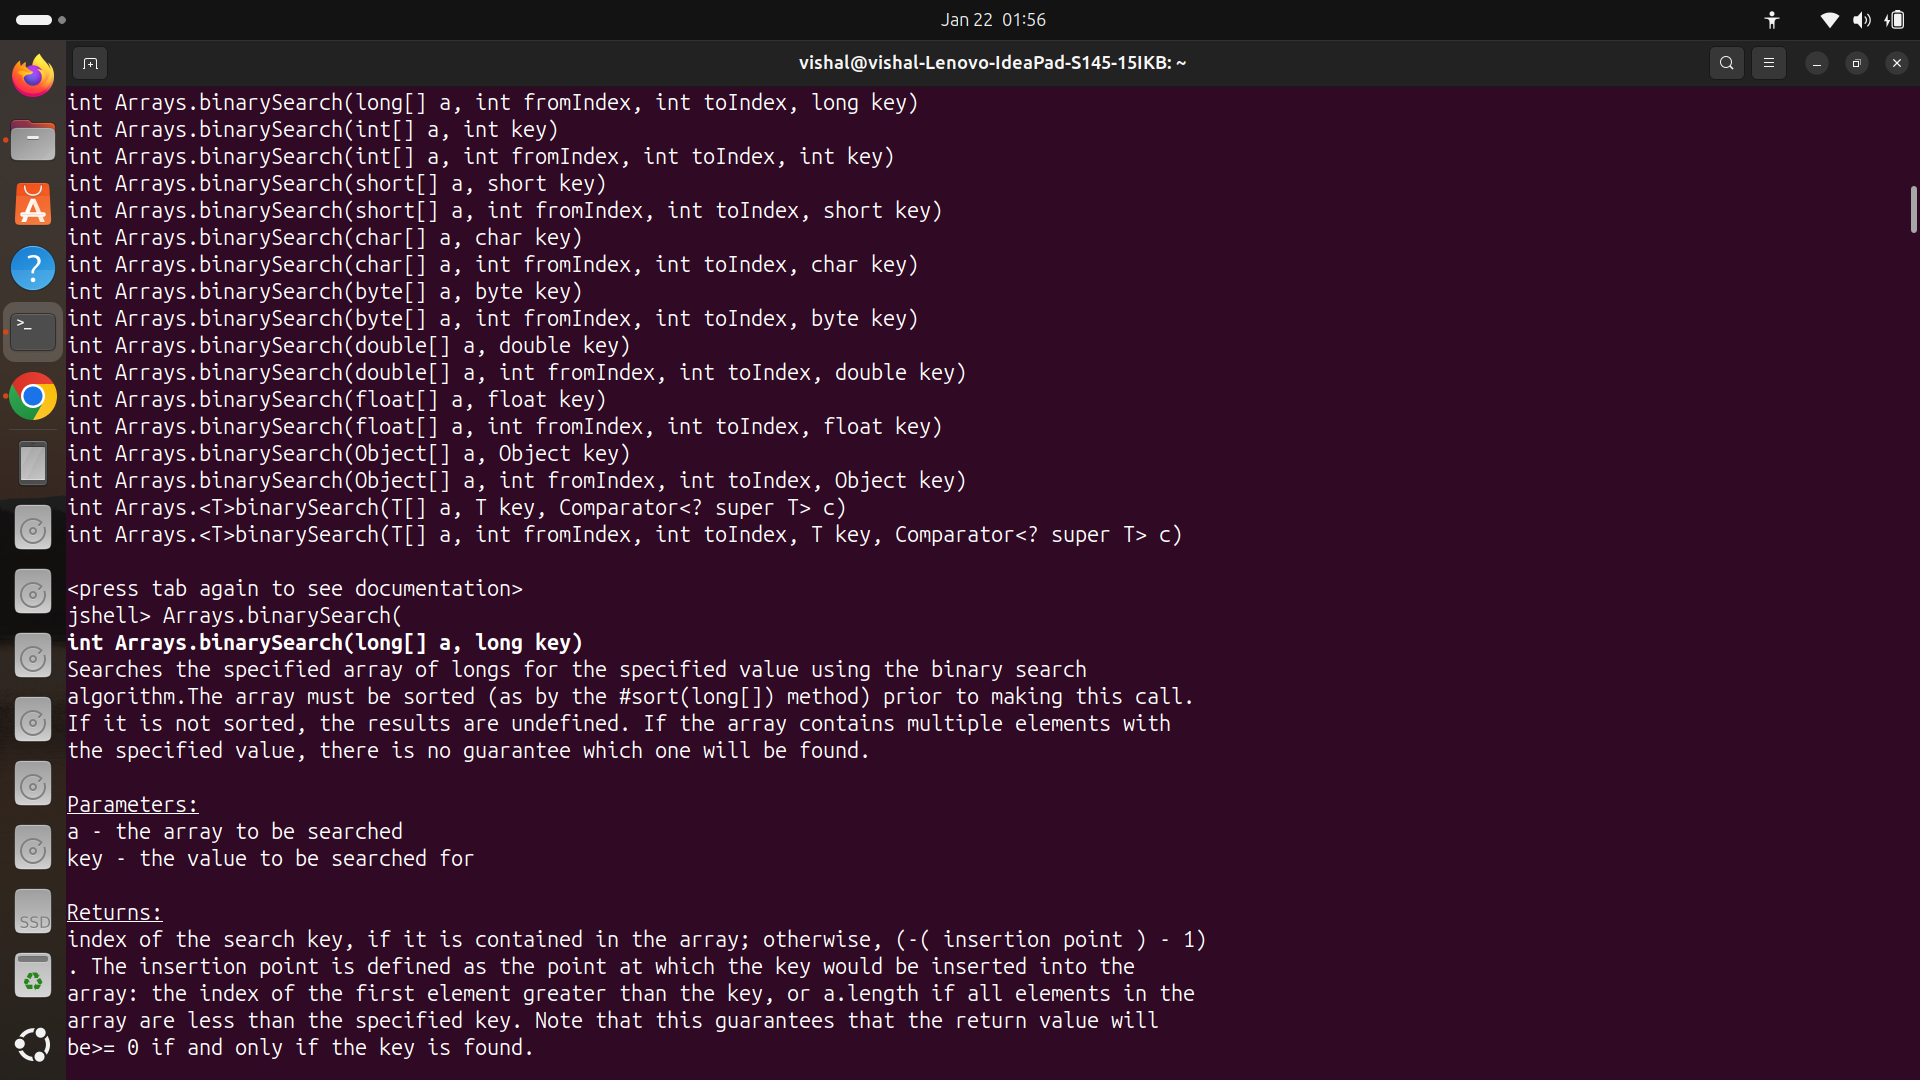 Jan 22 01:56
vishal@vishal-Lenovo-IdeaPad-S145-15IKB: ~
int Arrays.binarySearch(long[] a, int fromIndex, int toIndex, long key)
int Arrays.binarySearch(int[] a, int key)
int Arrays.binarySearch(int[] a, int fromIndex, int toIndex, int key)
int Arrays.binarySearch(short[] a, short key)
int Arrays.binarySearch(short[] a, int fromIndex, int toIndex, short key)
int Arrays.binarySearch(char[] a, char key)
int Arrays.binarySearch(char[] a, int fromIndex, int toIndex, char key)
int Arrays.binarySearch(byte[] a, byte key)
int Arrays.binarySearch(byte[] a, int fromIndex, int toIndex, byte key)
int Arrays.binarySearch(double[] a, double key)
int Arrays.binarySearch(double[] a, int fromIndex, int toIndex, double key)
int Arrays.binarySearch(float[] a, float key)
int Arrays.binarySearch(float[] a, int fromIndex, int toIndex, float key)
int Arrays.binarySearch(Object[] a, Object key)
int Arrays.binarySearch(Object[] a, int fromIndex, int toIndex, Object key)
int Arrays.<T>binarySearch(T[] a, T key, Comparator<? super T> c)
int Arrays.<T>binarySearch(T[] a, int fromIndex, int toIndex, T key, Comparator<? super T> c)
<press tab again to see documentation>
jshell> Arrays.binarySearch(
int Arrays.binarySearch(long[] a, long key)
Searches the specified array of longs for the specified value using the binary search
algorithm.The array must be sorted (as by the #sort(long[]) method) prior to making this call.
If it is not sorted, the results are undefined. If the array contains multiple elements with
the specified value, there is no guarantee which one will be found.
Parameters:
a - the array to be searched
key - the value to be searched for
SSD
Returns:
index of the search key, if it is contained in the array; otherwise, (-( insertion point ) - 1)
. The insertion point is defined as the point at which the key would be inserted into the
array: the index of the first element greater than the key, or a.length if all elements in the
array are less than the specified key. Note that this guarantees that the return value will
be>= 0 if and only if the key is found.